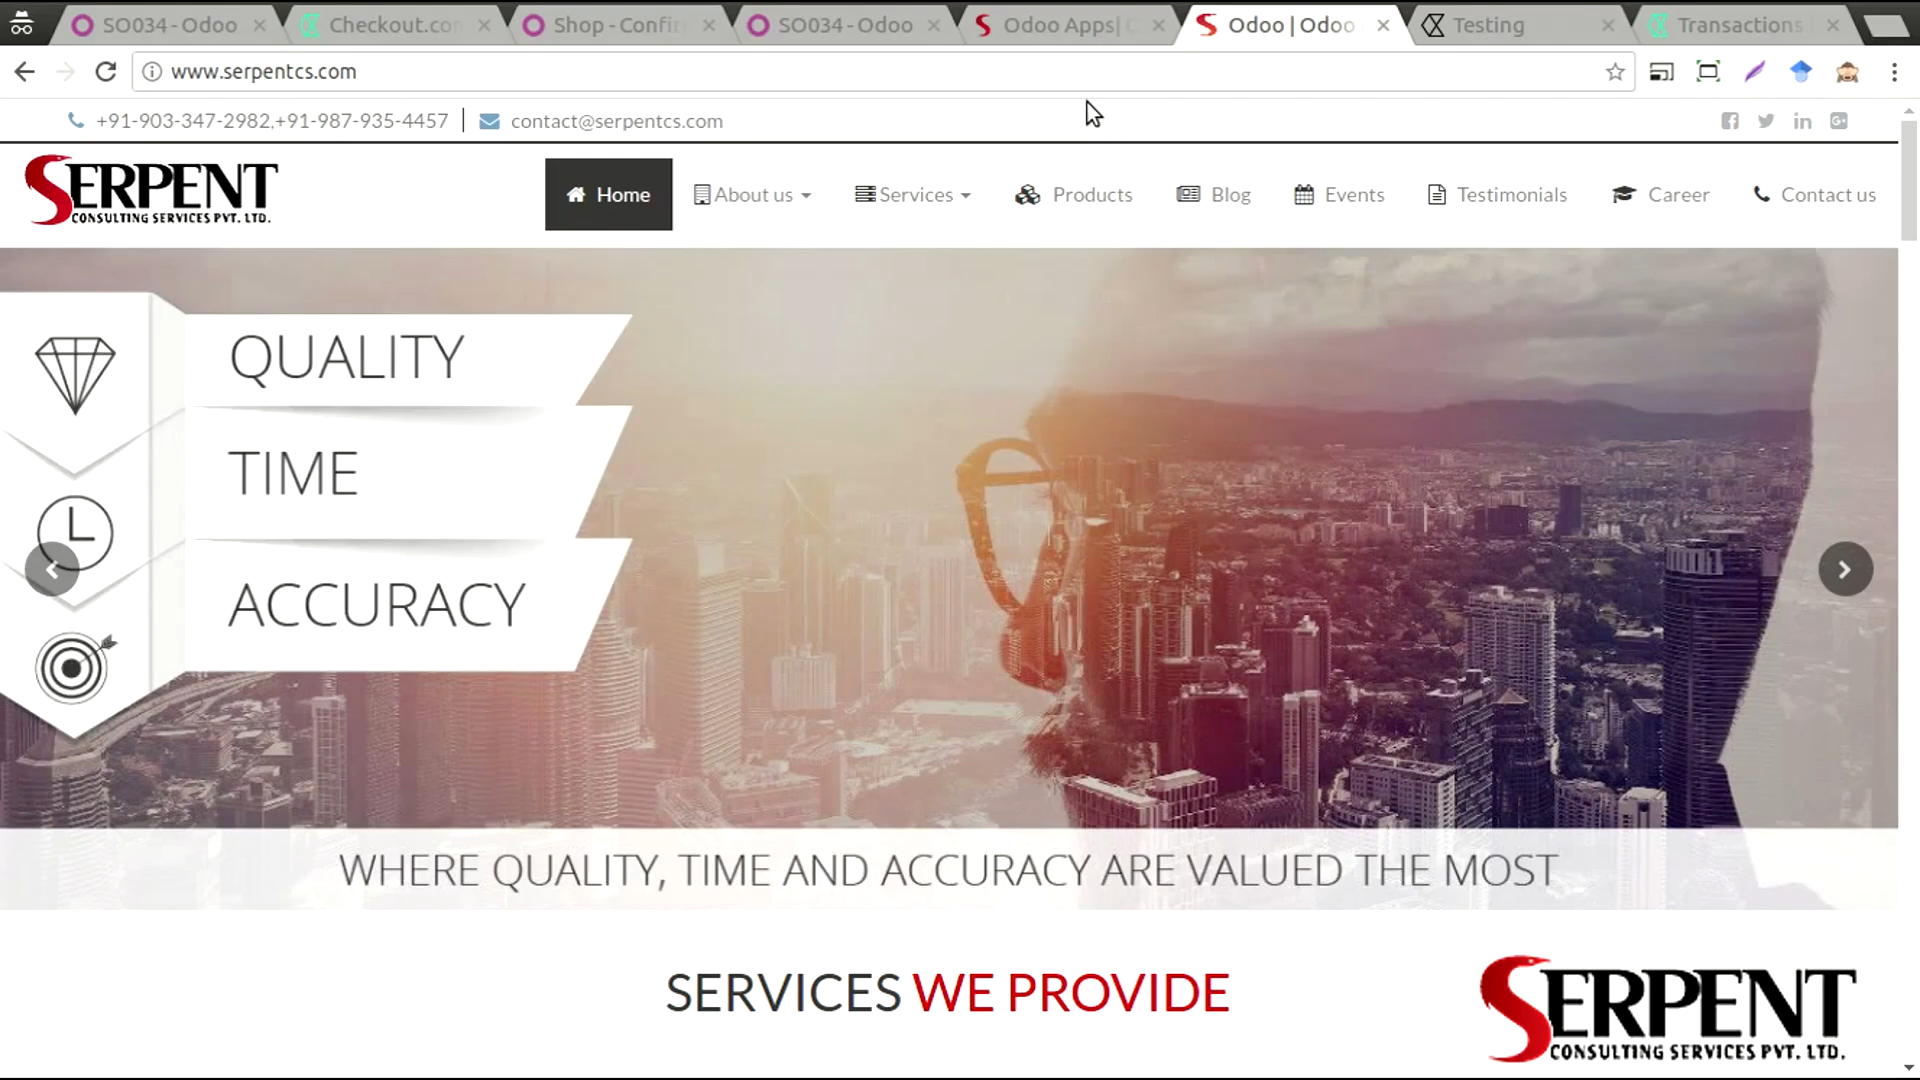 SO034 - Odoo
Checkout.co
Shop - Confi
SO034 - Odoo
Odoo Apps|
Odoo | Odoo
Testing
Transactions
www.serpentcs.com
+91-903-347-2982,+91-987-935-4457
contact@serpentcs.com
SERPENT
CONSULTING SERVICES PVT. LTD.
Home
About us
Services
Products
Blog
Events
Testimonials
Career
Contact us
QUALITY
TIME
ACCURACY
WHERE QUALITY, TIME AND ACCURACY ARE VALUED THE MOST
SERVICES WE PROVIDE
SERPENT
CONSULTING SERVICES PVT. LTD.